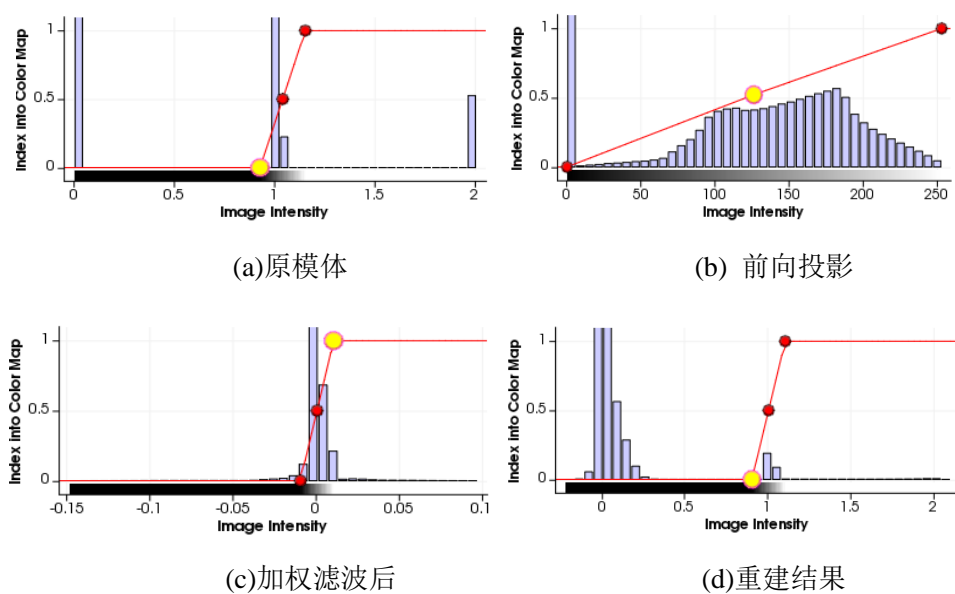 Index into Color Map
1
0.5
0
0
0.5
1
1.5
2
Image Intensity
(a)原模体
Index into Color Map
1
0.5
0
0
50
100
150
200
250
Image Intensity
(b) 前向投影
Index into Color Map
1
0.5
0
-0.15
-0.1
-0.05
0
0.05
0.1
Image Intensity
(c)加权滤波后
Index into Color Map
1
0.5
0
0
0.5
1
1.5
2
Image Intensity
(d)重建结果